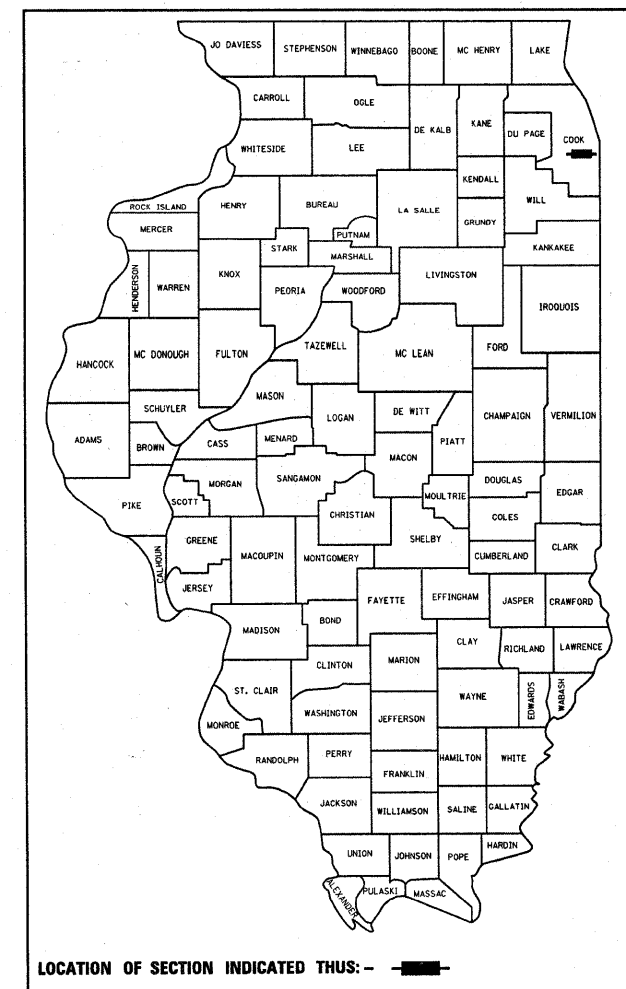 JO DAVIESS
STEPHENSON
WINNEBAGO
BOONE
MC HENRY
LAKE
CARROLL
OGLE
DE KALB
KANE
DU PAGE
COOK
WHITESIDE
LEE
KENDALL
WILL
ROCK ISLAND
HENRY
BUREAU
LA SALLE
GRUNDY
MERCER
PUTNAM
STARK
MARSHALL
KANKAKEE
HENDERSON
WARREN
KNOX
PEORIA
WOODFORD
LIVINGSTON
IROQUOIS
HANCOCK
MC DONOUGH
FULTON
TAZEWELL
MC LEAN
FORD
MASON
SCHUYLER
LOGAN
DE WITT
CHAMPAIGN
VERMILION
ADAMS
BROWN
CASS
MENARD
PIATT
MACON
MORGAN
SANGAMON
DOUGLAS
EDGAR
PIKE
SCOTT
CHRISTIAN
MOULTRIE
COLES
GREENE
MACOUPIN
MONTGOMERY
SHELBY
CUMBERLAND
CLARK
CALHOUN
JERSEY
FAYETTE
EFFINGHAM
JASPER
CRAWFORD
MADISON
BOND
CLAY
RICHLAND
LAWRENCE
CLINTON
MARION
ST. CLAIR
WAYNE
EDWARDS
WABASH
WASHINGTON
JEFFERSON
MONROE
RANDOLPH
PERRY
HAMILTON
WHITE
FRANKLIN
JACKSON
WILLIAMSON
SALINE
GALLATIN
UNION
JOHNSON
POPE
HARDIN
ALEXANDER
PULASKI
MASSAC
LOCATION OF SECTION INDICATED THUS: -